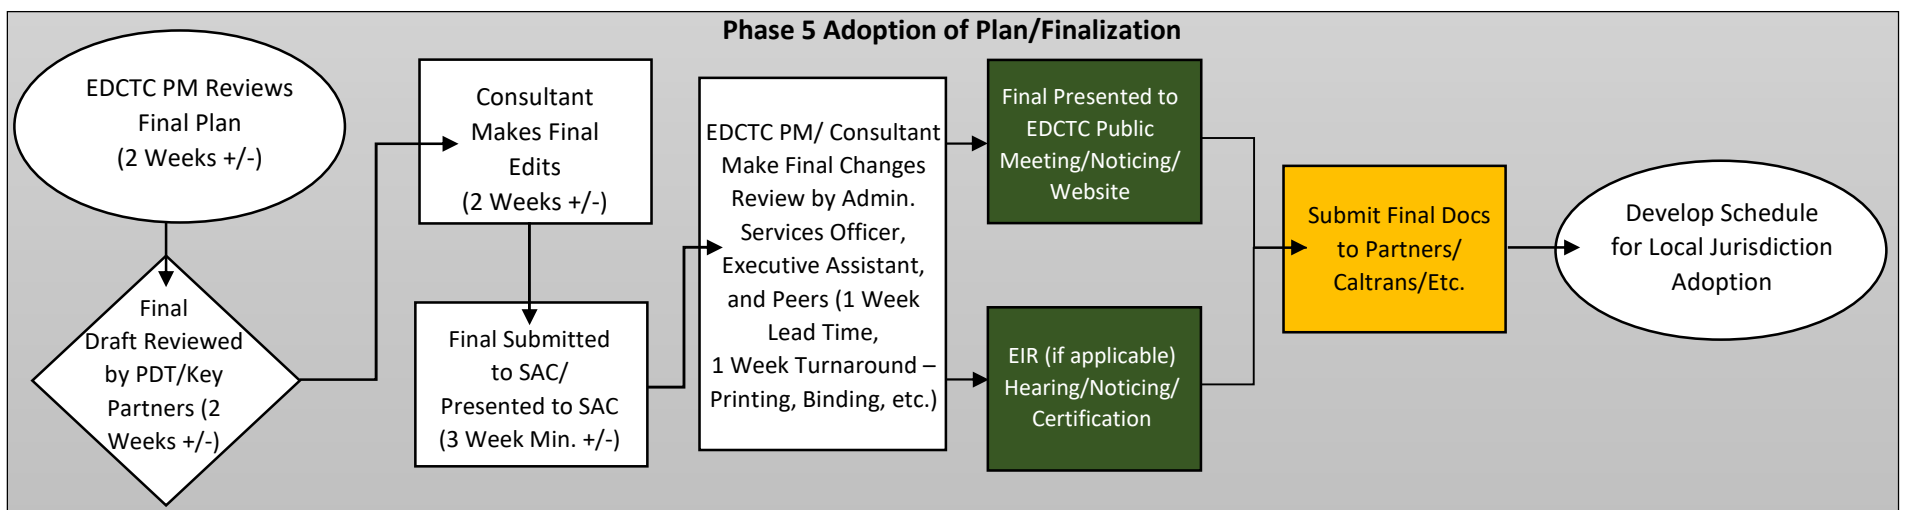 Phase 5 Adoption of Plan/Finalization
EDCTC PM Reviews
Final Plan
(2 Weeks +/-)
Final
Draft Reviewed
by PDT/Key
Partners (2
Weeks +/-)
Consultant
Makes Final
Edits
(2 Weeks +/-)
Final Submitted
to SAC/
Presented to SAC
(3 Week Min. +/-)
EDCTC PM/ Consultant
Make Final Changes
Review by Admin.
Services Officer,
Executive Assistant,
and Peers (1 Week
Lead Time,
1 Week Turnaround –
Printing, Binding, etc.)
Final Presented to
EDCTC Public
Meeting/Noticing/
Website
EIR (if applicable)
Hearing/Noticing/
Certification
Submit Final Docs
to Partners/
Caltrans/Etc.
Develop Schedule
for Local Jurisdiction
Adoption